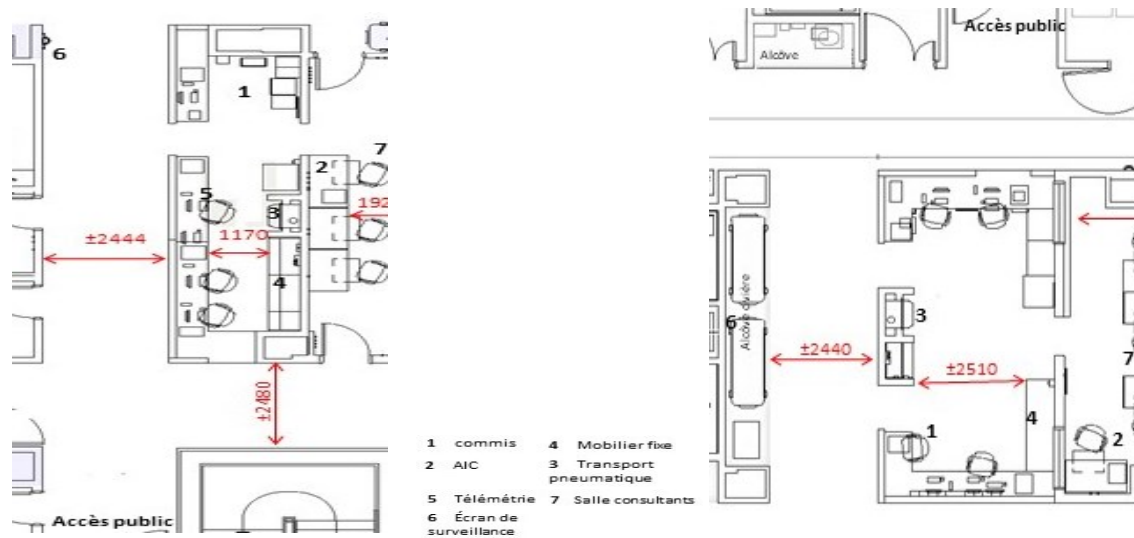 6
1
2
7
5
3
192
±2444
1170
4
±2480
Accès public
1 commis
2 AIC
5 Télémétrie
6 Écran de
surveillance
4 Mobilier fixe
3 Transport
pneumatique
7 Salle consultants
Accès public
Alcôve
Alcôve civière
6
3
±2440
±2510
7
1
4
2